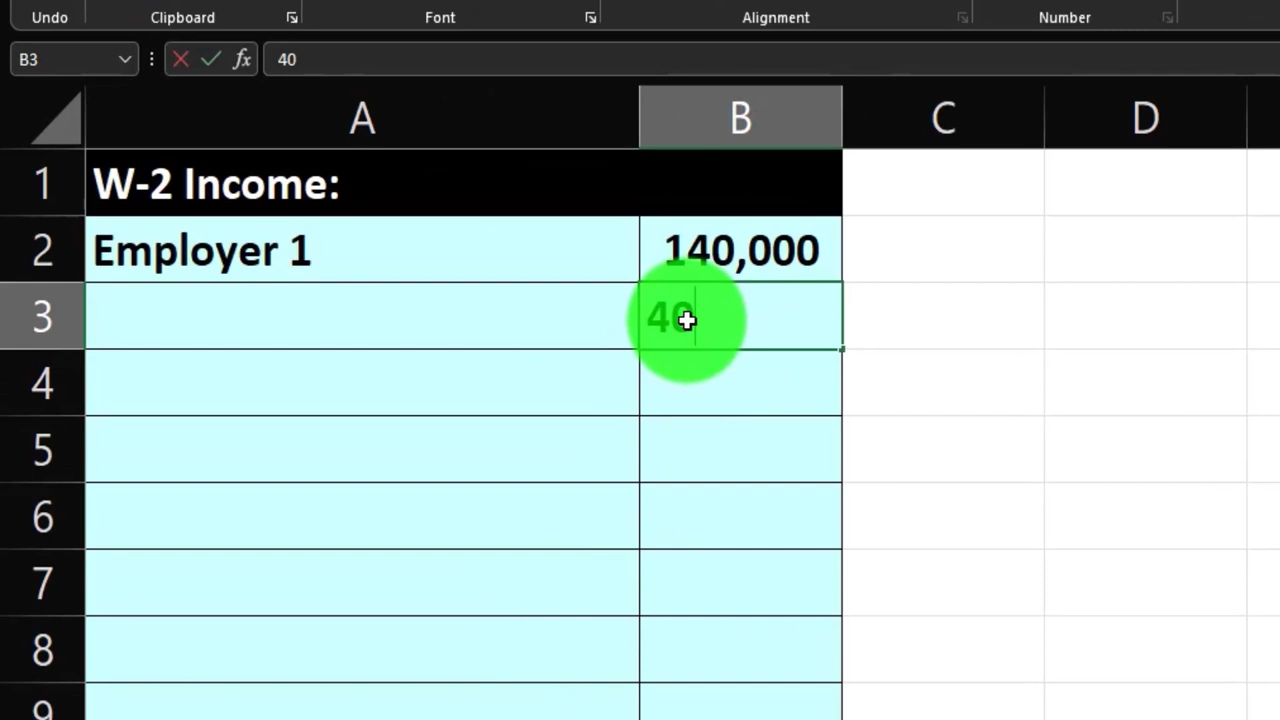 Undo Clipboard Font Alignment Number
B3 fx 40
A B C D
1 W-2 Income:
2 Employer 1 140,000
3 40
4
5
6
7
8
9